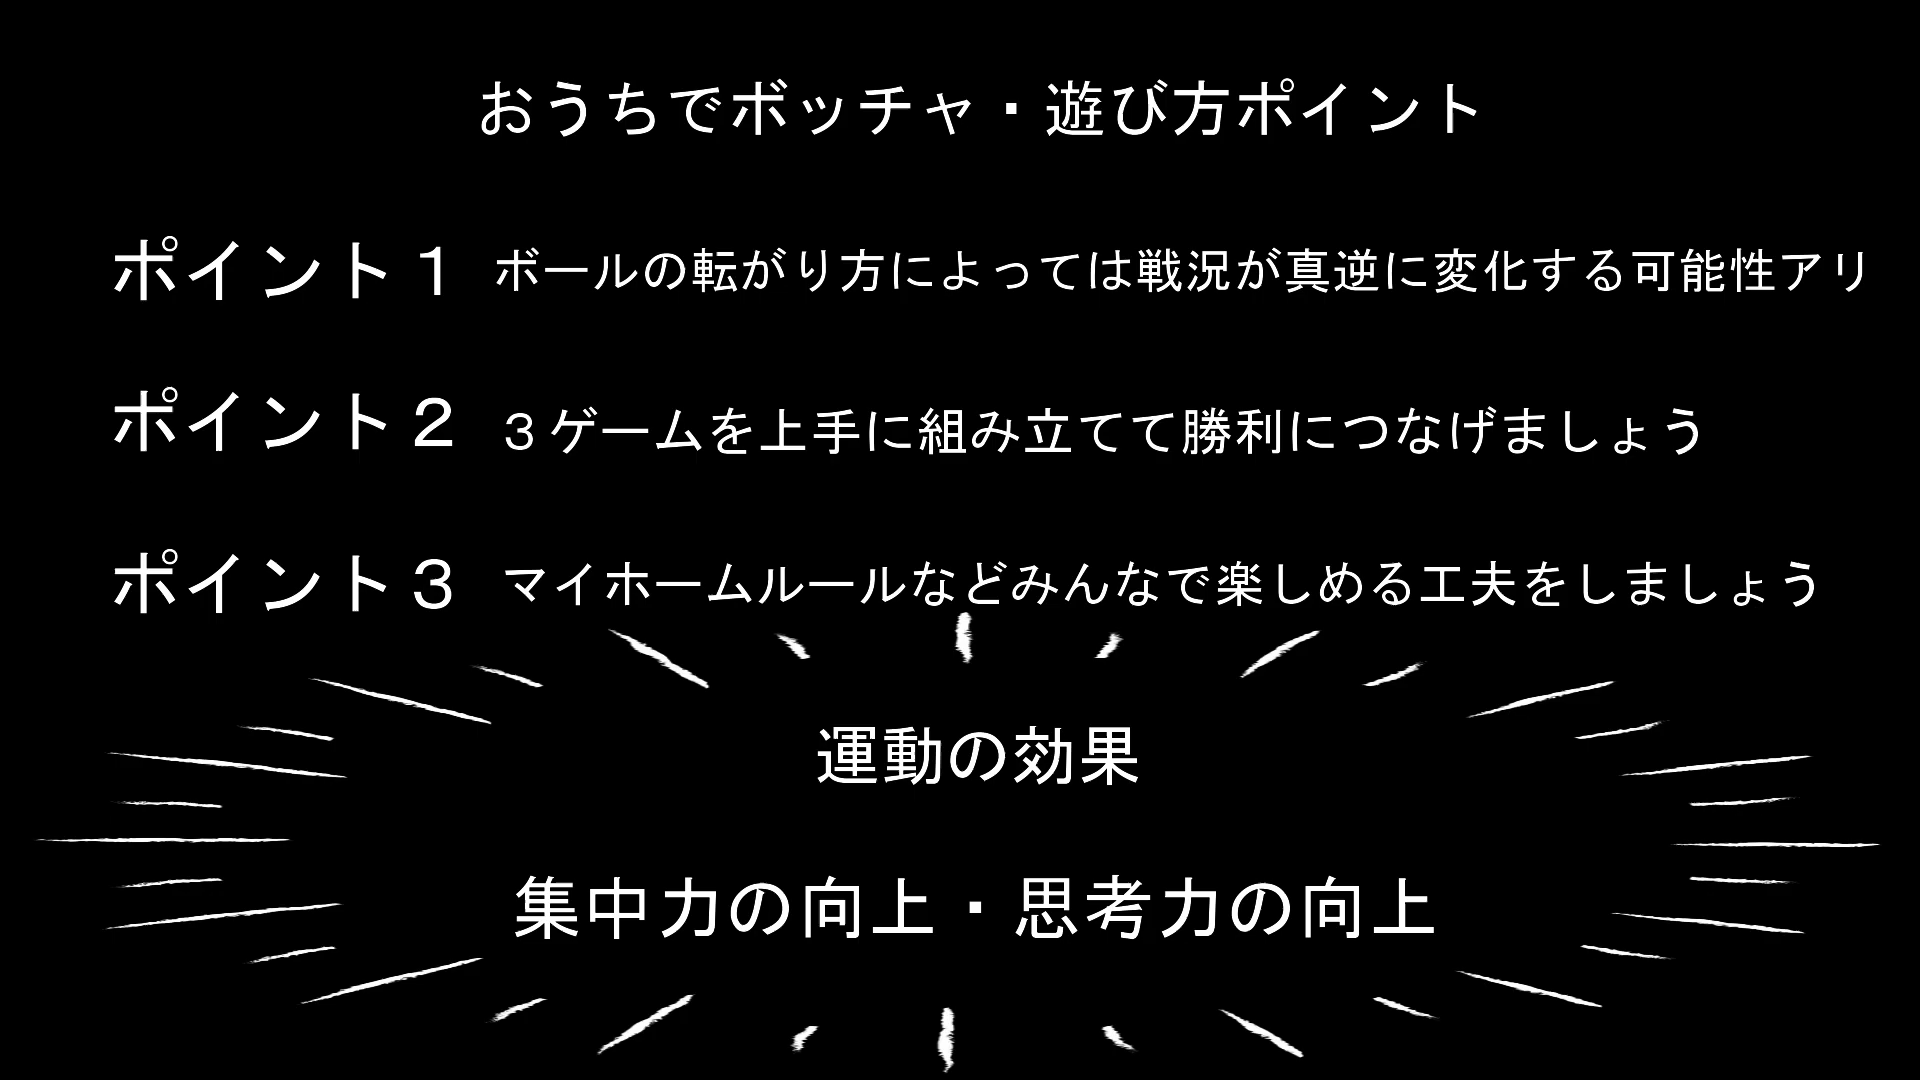 おうちでボッチャ・遊び方ポイント
ポイント１ ボールの転がり方によっては戦況が真逆に変化する可能性アリ
ポイント２ ３ゲームを上手に組み立てて勝利につなげましょう
ポイント３ マイホームルールなどみんなで楽しめる工夫をしましょう
運動の効果
集中力の向上・思考力の向上